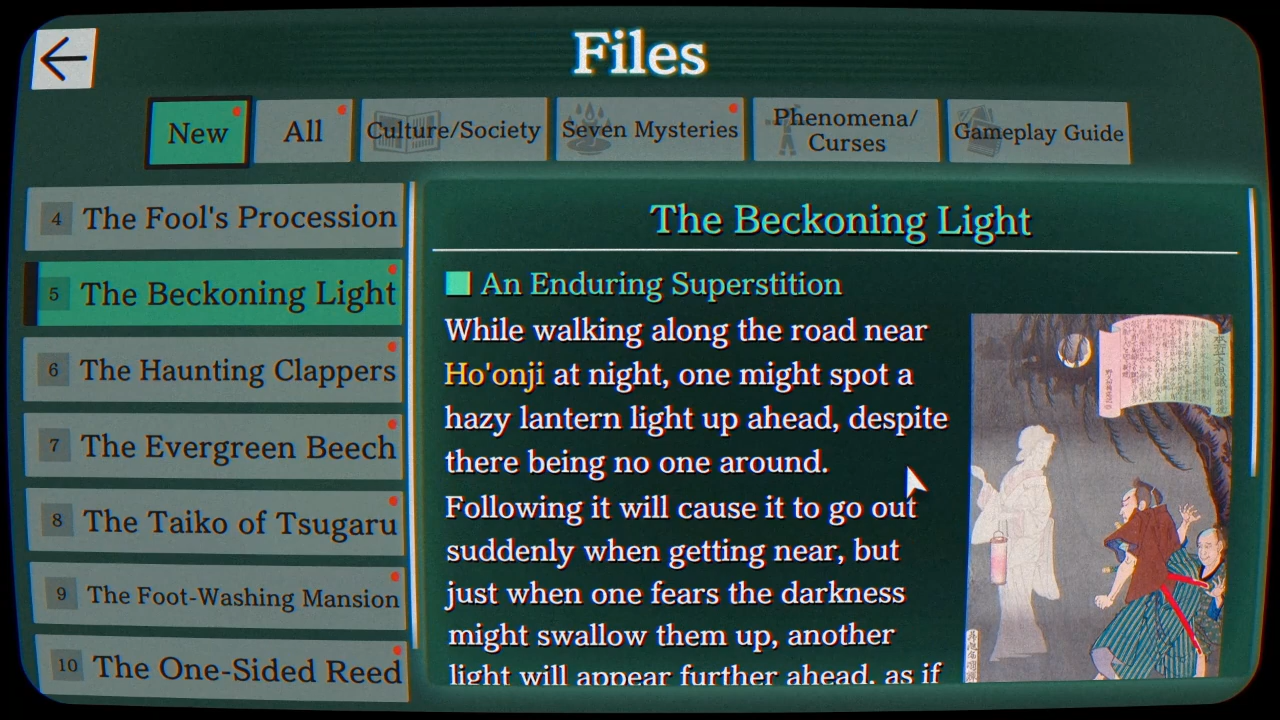 Files
New
All
Culture/Society
Seven Mysteries
Phenomena/
Curses
Gameplay Guide
4 The Fool's Procession
5 The Beckoning Light
6 The Haunting Clappers
7 The Evergreen Beech
8 The Taiko of Tsugaru
9 The Foot-Washing Mansion
10 The One-Sided Reed
The Beckoning Light
An Enduring Superstition
While walking along the road near
Ho'onji at night, one might spot a
hazy lantern light up ahead, despite
there being no one around.
Following it will cause it to go out
suddenly when getting near, but
just when one fears the darkness
might swallow them up, another
light will appear further ahead, as if